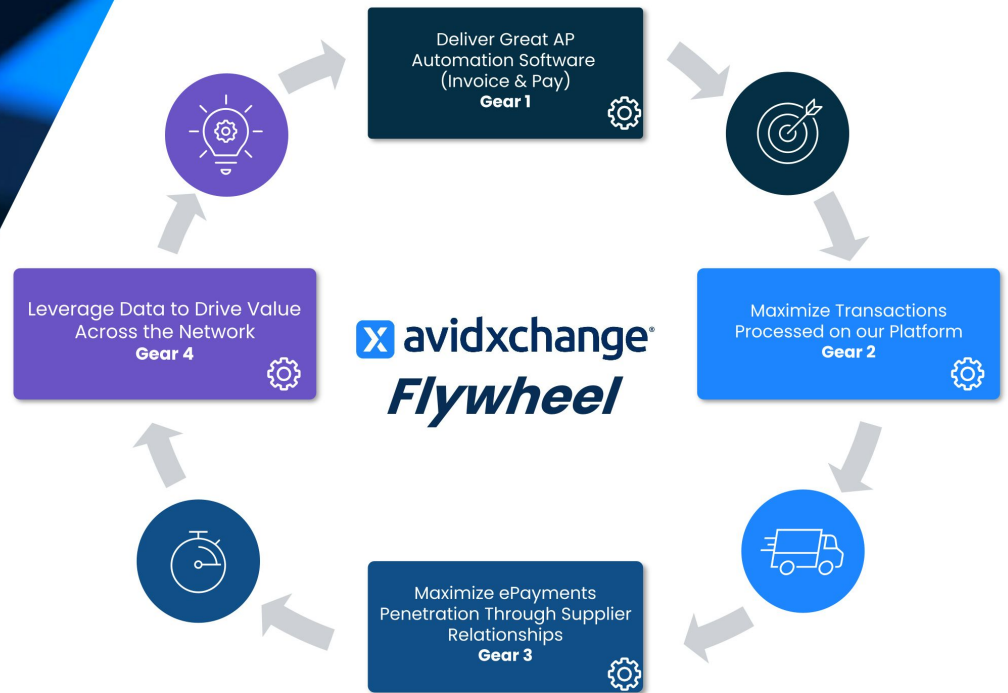 Deliver Great AP
Automation Software
(Invoice & Pay)
Gear 1
Maximize Transactions
Processed on our Platform
Gear 2
Maximize ePayments
Penetration Through Supplier
Relationships
Gear 3
Leverage Data to Drive Value
Across the Network
Gear 4
x avidxchange®
Flywheel